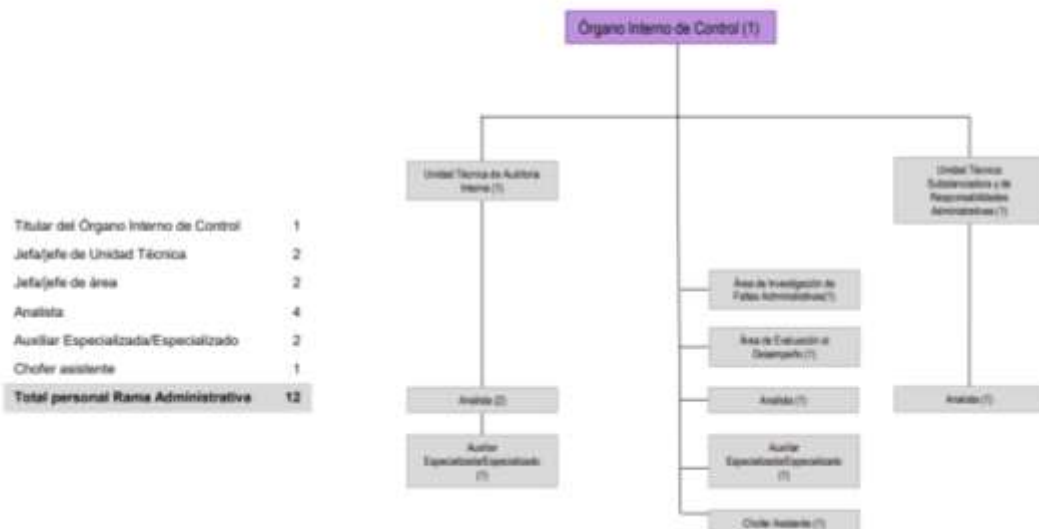 Órgano Interno de Control (1)
Unidad Técnica de Auditoría
Interna (1)
Unidad Técnica
Substanciadora y de
Responsabilidades
Administrativas (1)
Titular del Órgano Interno de Control 1
Jefa/jefe de Unidad Técnica 2
Jefa/jefe de área 2
Analista 4
Auxiliar Especializada/Especializado 2
Chofer asistente 1
Total personal Rama Administrativa 12
Área de Investigación de
Faltas Administrativas(1)
Área de Evaluación al
Desempeño (1)
Analista (2)
Analista (1)
Analista (1)
Auxiliar
Especializada/Especializado
(1)
Auxiliar
Especializada/Especializado
(1)
Chofer Asistente (1)